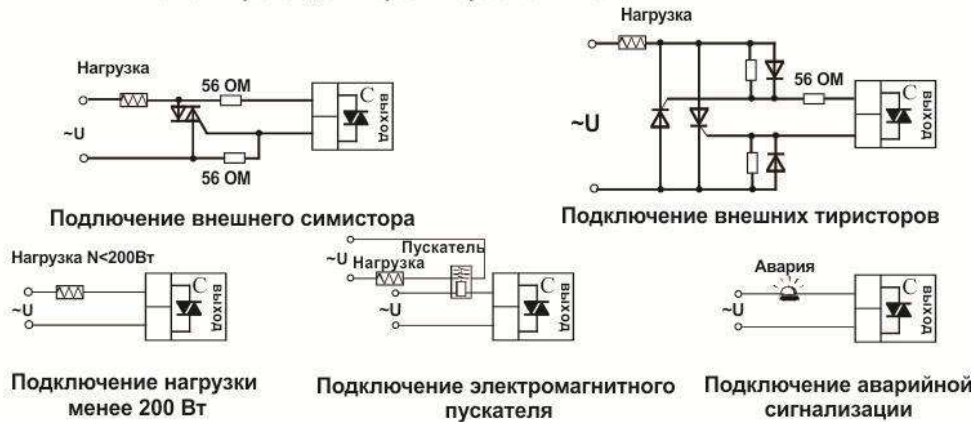 Нагрузка
56 ОМ
~U
56 ОМ
С
ВЫХОД
Подлючение внешнего симистора
Нагрузка
56 ОМ
~U
С
ВЫХОД
Подключение внешних тиристоров
Нагрузка N<200Вт
~U
С
ВЫХОД
Подключение нагрузки
менее 200 Вт
Пускатель
~U Нагрузка
~U
С
ВЫХОД
Подключение электромагнитного
пускателя
Авария
~U
С
ВЫХОД
Подключение аварийной
сигнализации